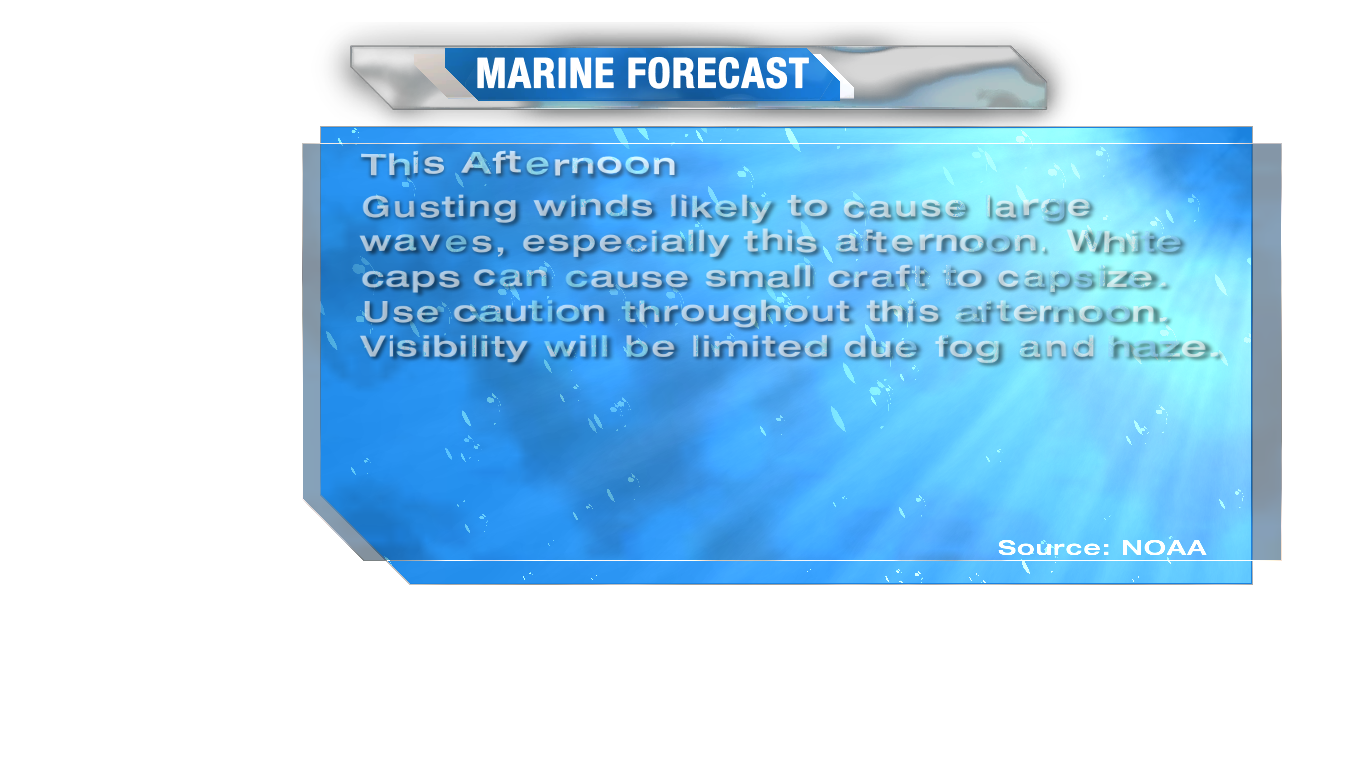 MARINE FORECAST
This Afternoon
Gusting winds likely to cause large
waves, especially this afternoon. White
caps can cause small craft to capsize.
Use caution throughout this afternoon.
Visibility will be limited due fog and haze.
Source: NOAA